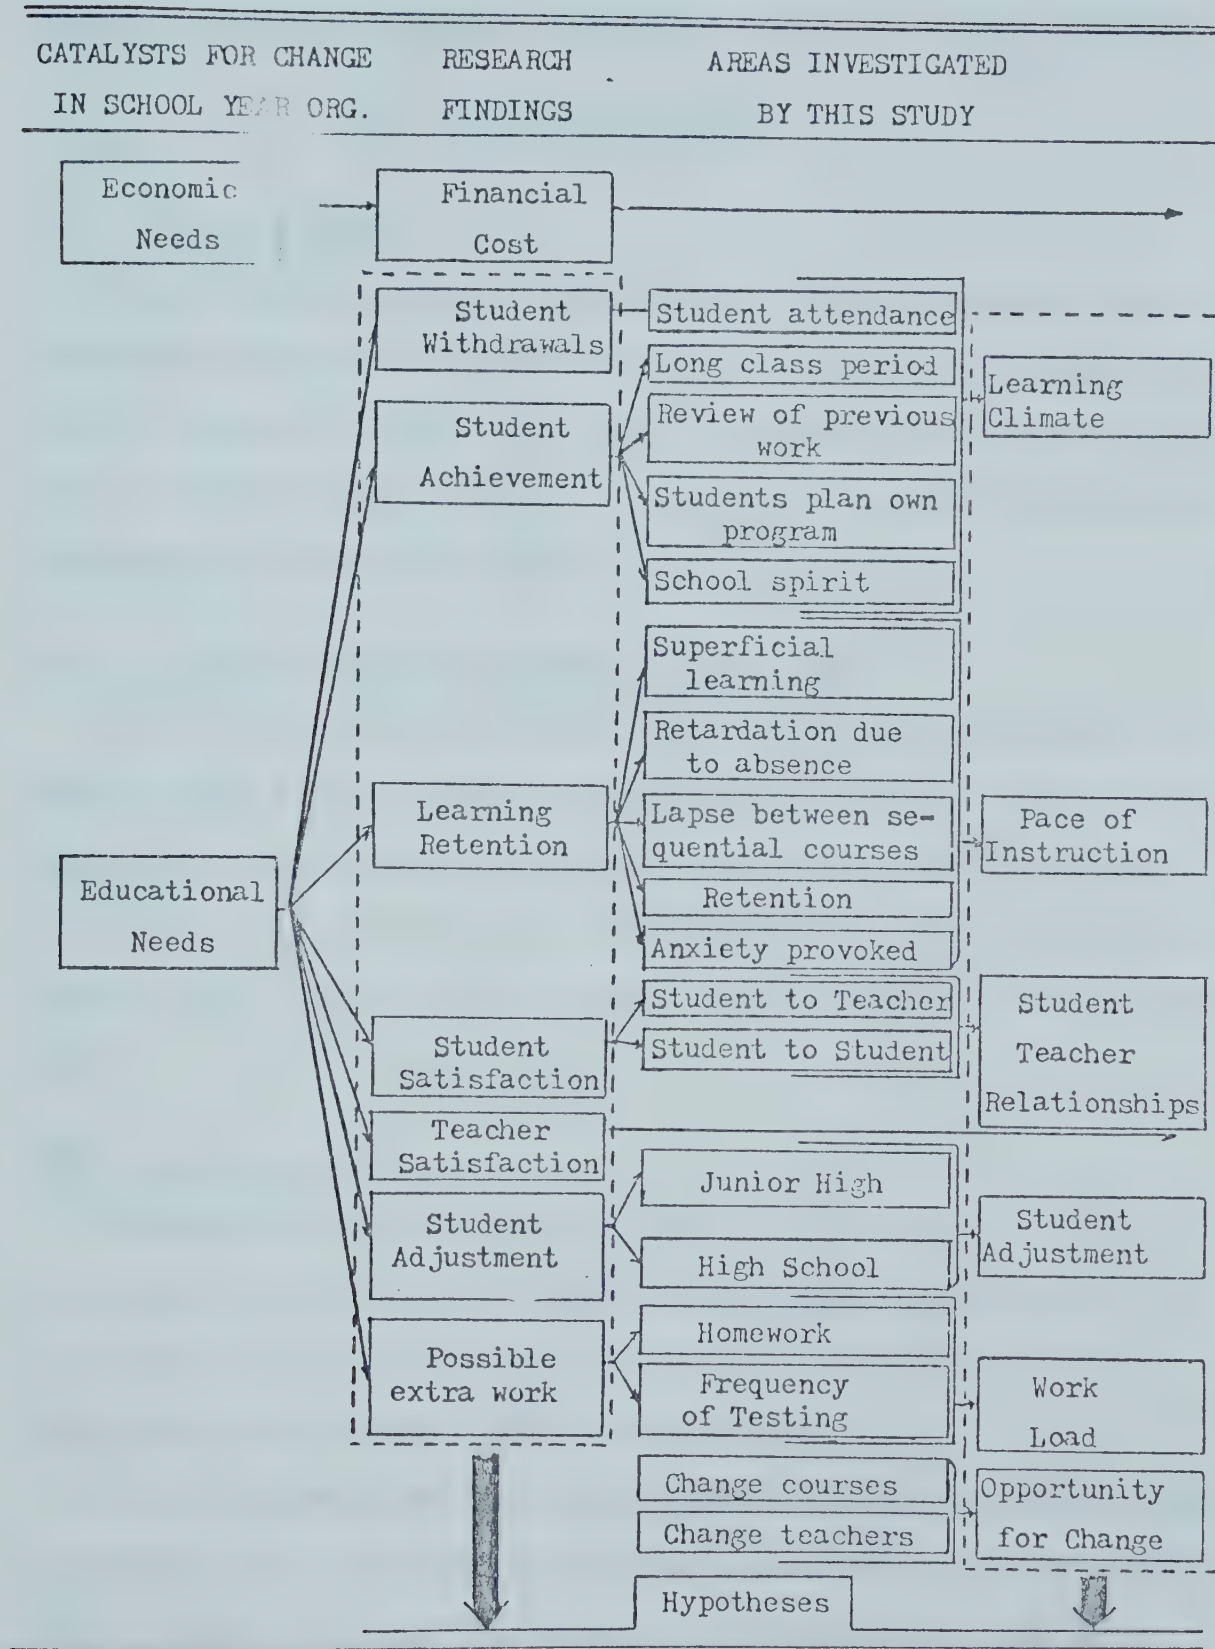 CATALYSTS FOR CHANGE
IN SCHOOL YEAR ORG.
RESEARCH
FINDINGS
AREAS INVESTIGATED
BY THIS STUDY
Economic
Needs
Financial
Cost
Student
Withdrawals
Student attendance
Long class period
Learning
Climate
Student
Achievement
Review of previous
work
Students plan own
program
School spirit
Superficial
learning
Retardation due
to absence
Learning
Retention
Lapse between se-
quential courses
Pace of
Instruction
Educational
Needs
Retention
Anxiety provoked
Student
Satisfaction
Student to Teacher
Student to Student
Student
Teacher
Relationships
Teacher
Satisfaction
Student
Adjustment
Junior High
High School
Student
Adjustment
Possible
extra work
Homework
Frequency
of Testing
Work
Load
Change courses
Change teachers
Opportunity
for Change
Hypotheses